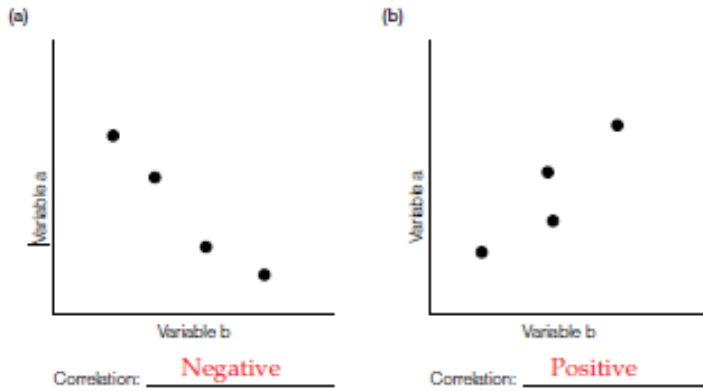 (a)
Variable a
Variable b
Correlation: Negative
(b)
Variable a
Variable b
Correlation: Positive